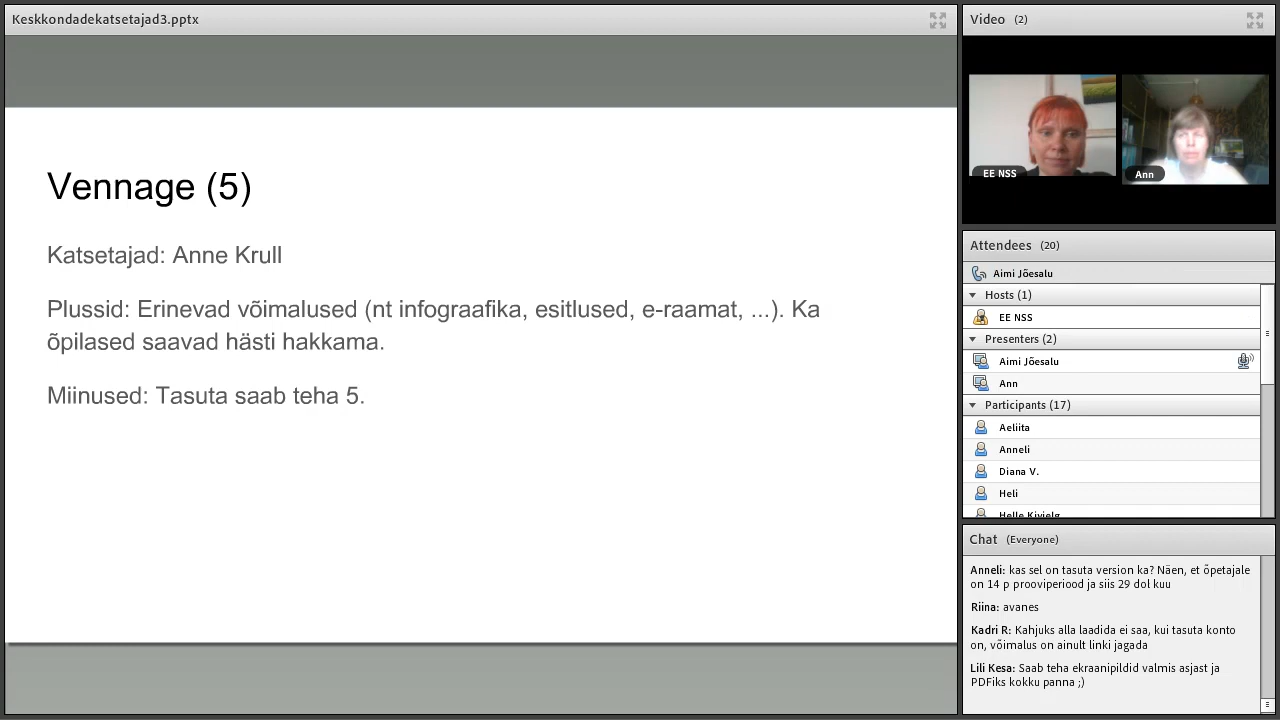 Keskkondadekatsetajad3.pptx
Vennage (5)
Katsetajad: Anne Krull
Plussid: Erinevad võimalused (nt infograafika, esitlused, e-raamat, ...). Ka
õpilased saavad hästi hakkama.
Miinused: Tasuta saab teha 5.
Video (2)
EE NSS
Ann
Attendees (20)
Aimi Jõesalu
Hosts (1)
EE NSS
Presenters (2)
Aimi Jõesalu
Ann
Participants (17)
Aeliita
Anneli
Diana V.
Heli
Helle Kiviselg
Chat (Everyone)
Anneli: kas sel on tasuta version ka? Näen, et õpetajale
on 14 p prooviperiood ja siis 29 dol kuu
Riina: avanes
Kadri R: Kahjuks alla laadida ei saa, kui tasuta konto
on, võimalus on ainult linki jagada
Lili Kesa: Saab teha ekraanipildid valmis asjast ja
PDFiks kokku panna ;)